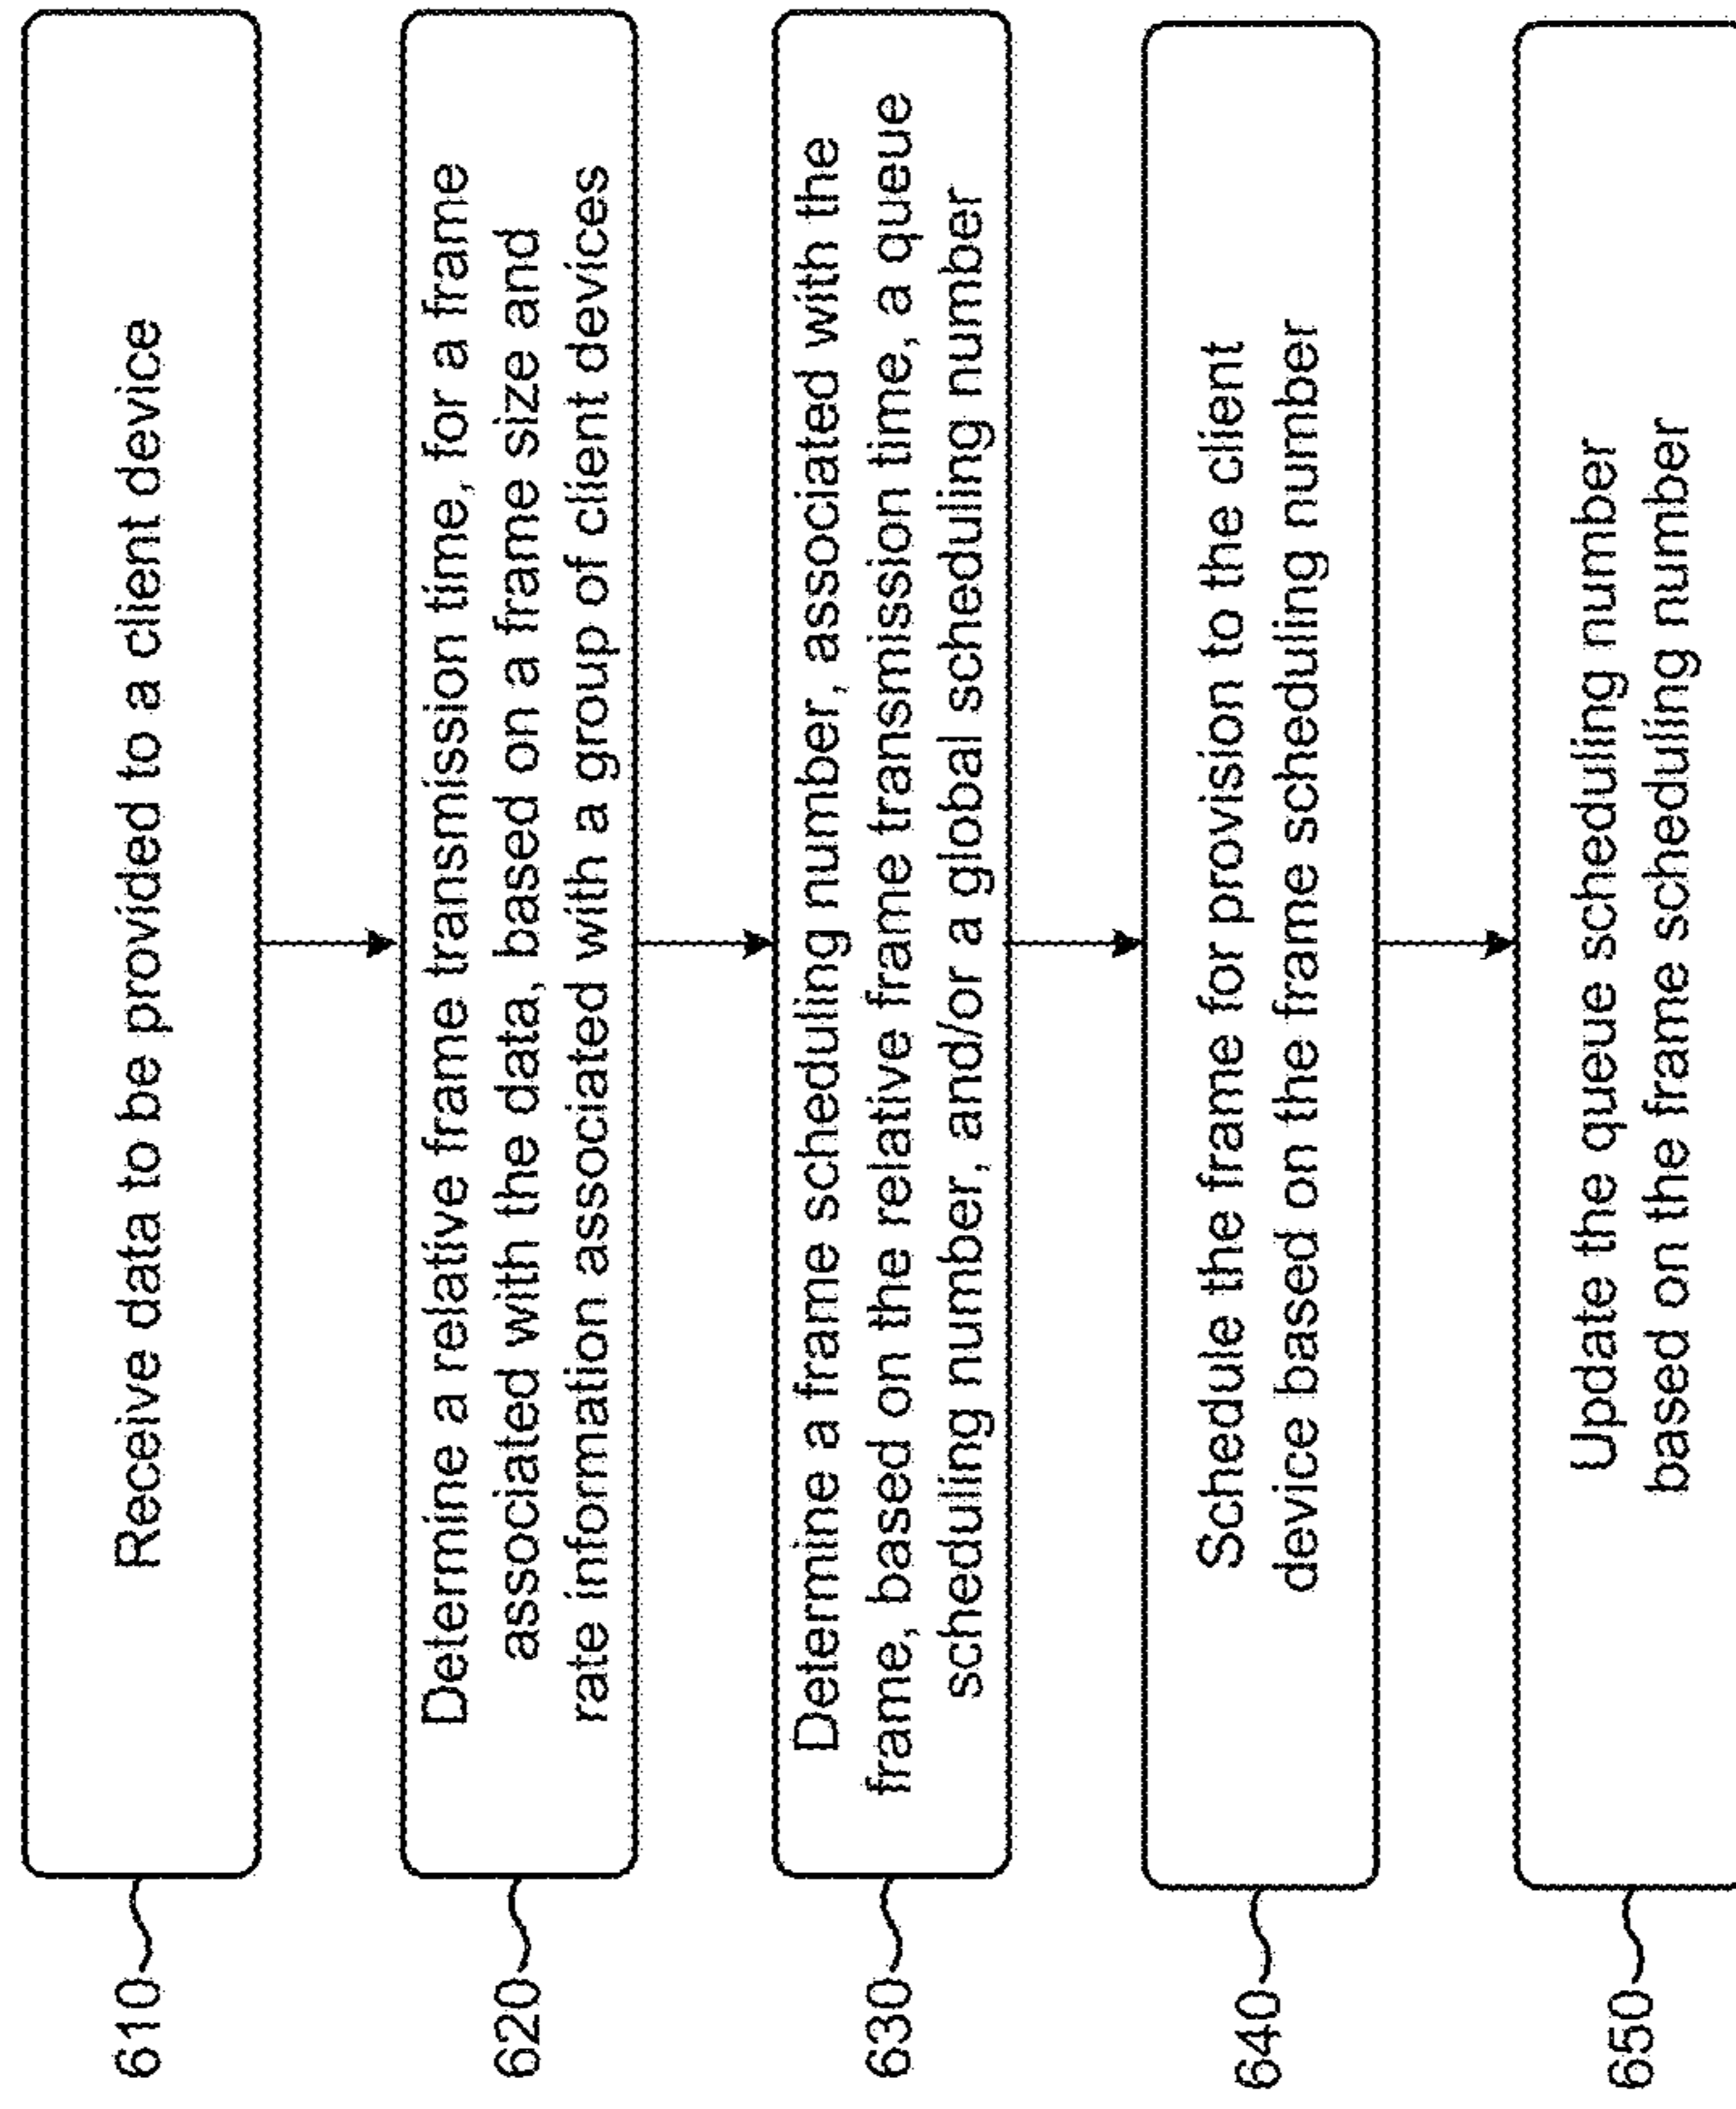 610
Receive data to be provided to a client device
620
Determine a relative frame transmission time, for a frame
associated with the data, based on a frame size and
rate information associated with a group of client devices
630
Determine a frame scheduling number, associated with the
frame, based on the relative frame transmission time, a queue
scheduling number, and/or a global scheduling number
640
Schedule the frame for provision to the client
device based on the frame scheduling number
650
Update the queue scheduling number
based on the frame scheduling number